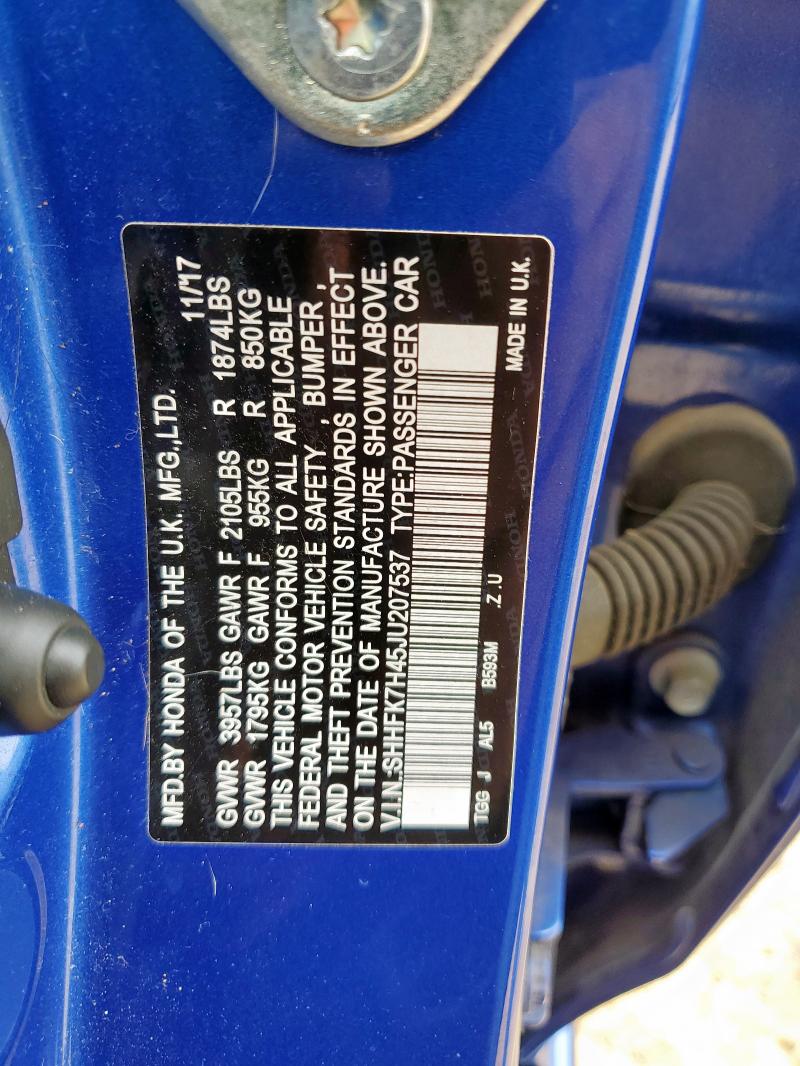 MFD.BY HONDA OF THE U.K. MFG.,LTD. 11/17
GVWR 3957LBS GAWR F 2105LBS R 1874LBS
GVWR 1795KG GAWR F 955KG R 850KG
THIS VEHICLE CONFORMS TO ALL APPLICABLE
FEDERAL MOTOR VEHICLE SAFETY , BUMPER ,
AND THEFT PREVENTION STANDARDS IN EFFECT
ON THE DATE OF MANUFACTURE SHOWN ABOVE.
V.I.N.:SHHFK7H45JU207537 TYPE:PASSENGER CAR
TGG J AL5 B593M .Z.U MADE IN U.K.